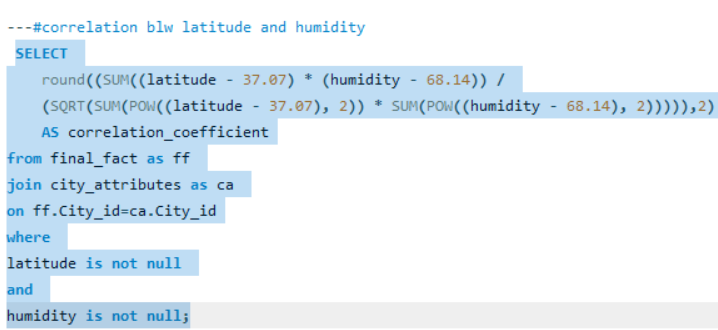 ---#correlation blw latitude and humidity
SELECT
round((SUM((latitude - 37.07) * (humidity - 68.14)) /
(SQRT(SUM(POW((latitude - 37.07), 2)) * SUM(POW((humidity - 68.14), 2))))),2)
AS correlation_coefficient
from final_fact as ff
join city_attributes as ca
on ff.City_id=ca.City_id
where
latitude is not null
and
humidity is not null;